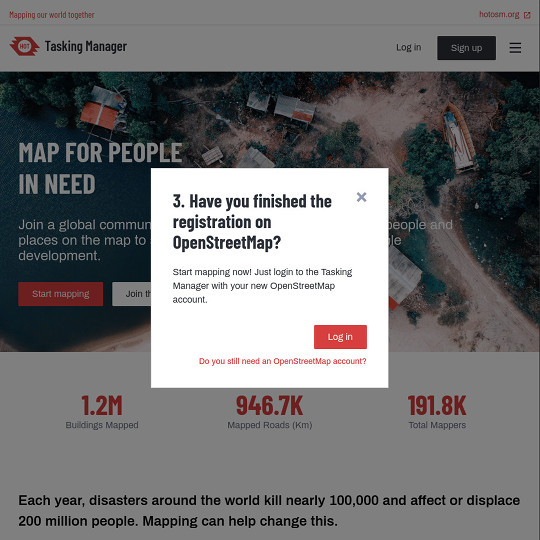 Mapping our world together
hotosm.org
HOT
Tasking Manager
Log in
Sign up
MAP FOR PEOPLE
IN NEED
Join a global commun people and
places on the map to
development.
Start mapping
Join th
3. Have you finished the
registration on
OpenStreetMap?
Start mapping now! Just login to the Tasking
Manager with your new OpenStreetMap
account.
Log in
Do you still need an OpenStreetMap account?
1.2M
946.7K
191.8K
Buildings Mapped
Mapped Roads (Km)
Total Mappers
Each year, disasters around the world kill nearly 100,000 and affect or displace
200 million people. Mapping can help change this.